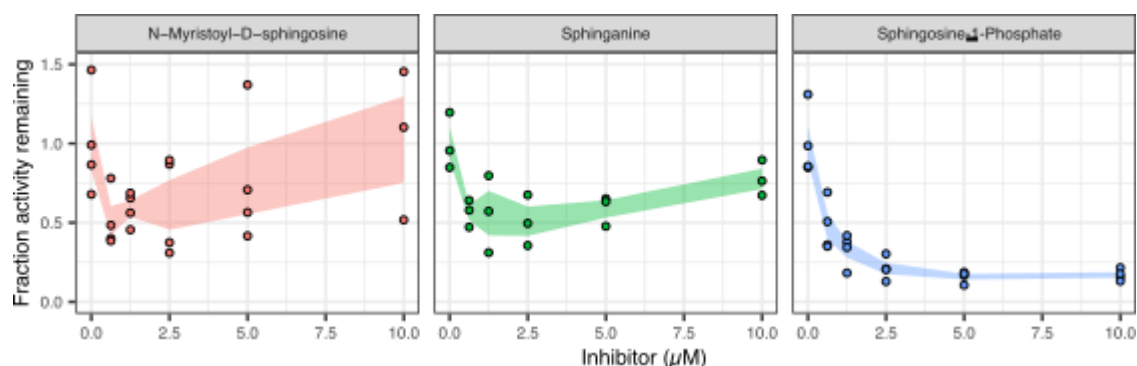 N−Myristoyl−D−sphingosine
Sphinganine
Sphingosine-1-Phosphate
Fraction activity remaining
1.5
1.0
0.5
0.0
0.0 2.5 5.0 7.5 10.0
0.0 2.5 5.0 7.5 10.0
0.0 2.5 5.0 7.5 10.0
Inhibitor (µM)